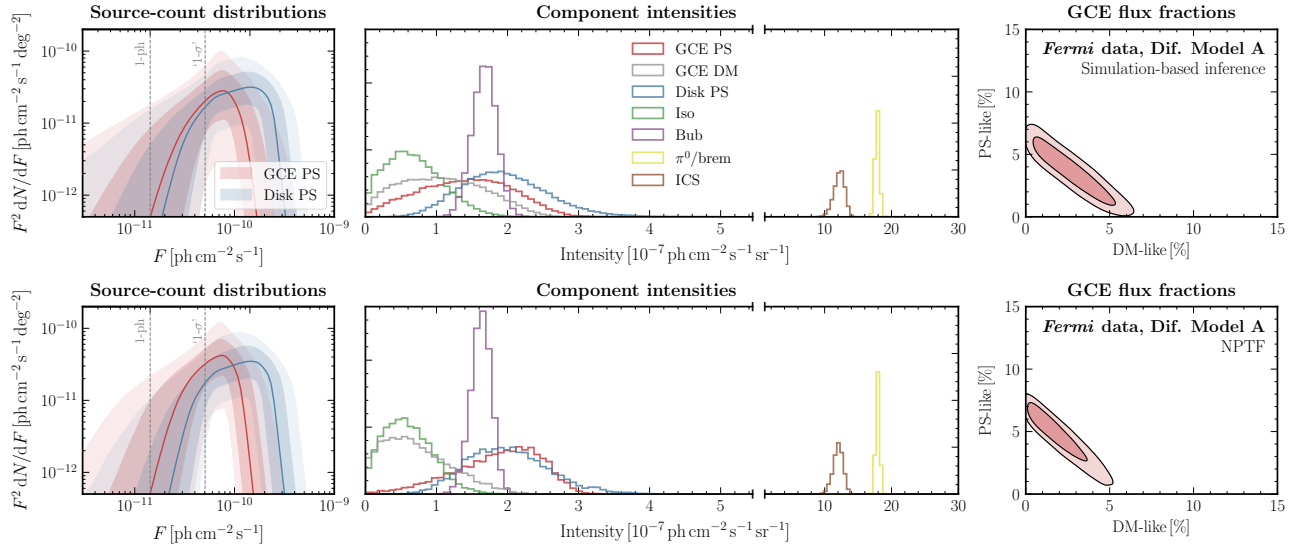 Source-count distributions
Component intensities
GCE flux fractions
F² dN/dF [ph cm⁻² s⁻¹ deg⁻²]
10⁻¹⁰
10⁻¹¹
10⁻¹²
1-ph
'1-σ'
GCE PS
Disk PS
10⁻¹¹ 10⁻¹⁰ 10⁻⁹
F [ph cm⁻² s⁻¹]
GCE PS
GCE DM
Disk PS
Iso
Bub
π⁰/brem
ICS
0 1 2 3 4 5 10 20 30
Intensity [10⁻⁷ ph cm⁻² s⁻¹ sr⁻¹]
PS-like [%]
15
10
5
0
Fermi data, Dif. Model A
Simulation-based inference
0 5 10 15
DM-like [%]
Source-count distributions
Component intensities
GCE flux fractions
F² dN/dF [ph cm⁻² s⁻¹ deg⁻²]
10⁻¹⁰
10⁻¹¹
10⁻¹²
1-ph
'1-σ'
10⁻¹¹ 10⁻¹⁰ 10⁻⁹
F [ph cm⁻² s⁻¹]
0 1 2 3 4 5 10 20 30
Intensity [10⁻⁷ ph cm⁻² s⁻¹ sr⁻¹]
PS-like [%]
15
10
5
0
Fermi data, Dif. Model A
NPTF
0 5 10 15
DM-like [%]